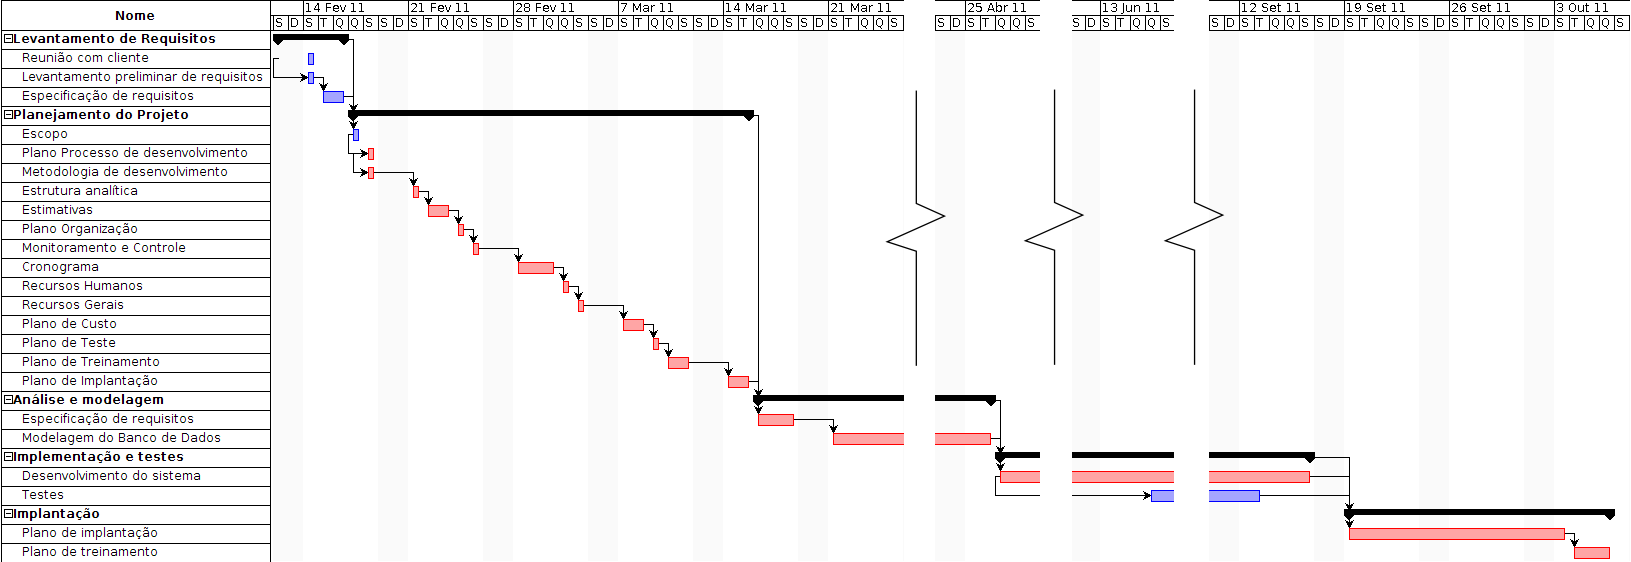 Nome
14 Fev 11 21 Fev 11 28 Fev 11 7 Mar 11 14 Mar 11 21 Mar 11 25 Abr 11 13 Jun 11 12 Set 11 19 Set 11 26 Set 11 3 Out 11
S D S T Q Q S S D S T Q Q S S D S T Q Q S S D S T Q Q S S D S T Q Q S S D S T Q Q S S D S T Q Q S S D S T Q Q S S D S T Q Q S S D S T Q Q S S D S T Q Q S S D S T Q Q S
Levantamento de Requisitos
Reunião com cliente
Levantamento preliminar de requisitos
Especificação de requisitos
Planejamento do Projeto
Escopo
Plano Processo de desenvolvimento
Metodologia de desenvolvimento
Estrutura analítica
Estimativas
Plano Organização
Monitoramento e Controle
Cronograma
Recursos Humanos
Recursos Gerais
Plano de Custo
Plano de Teste
Plano de Treinamento
Plano de Implantação
Análise e modelagem
Especificação de requisitos
Modelagem do Banco de Dados
Implementação e testes
Desenvolvimento do sistema
Testes
Implantação
Plano de implantação
Plano de treinamento